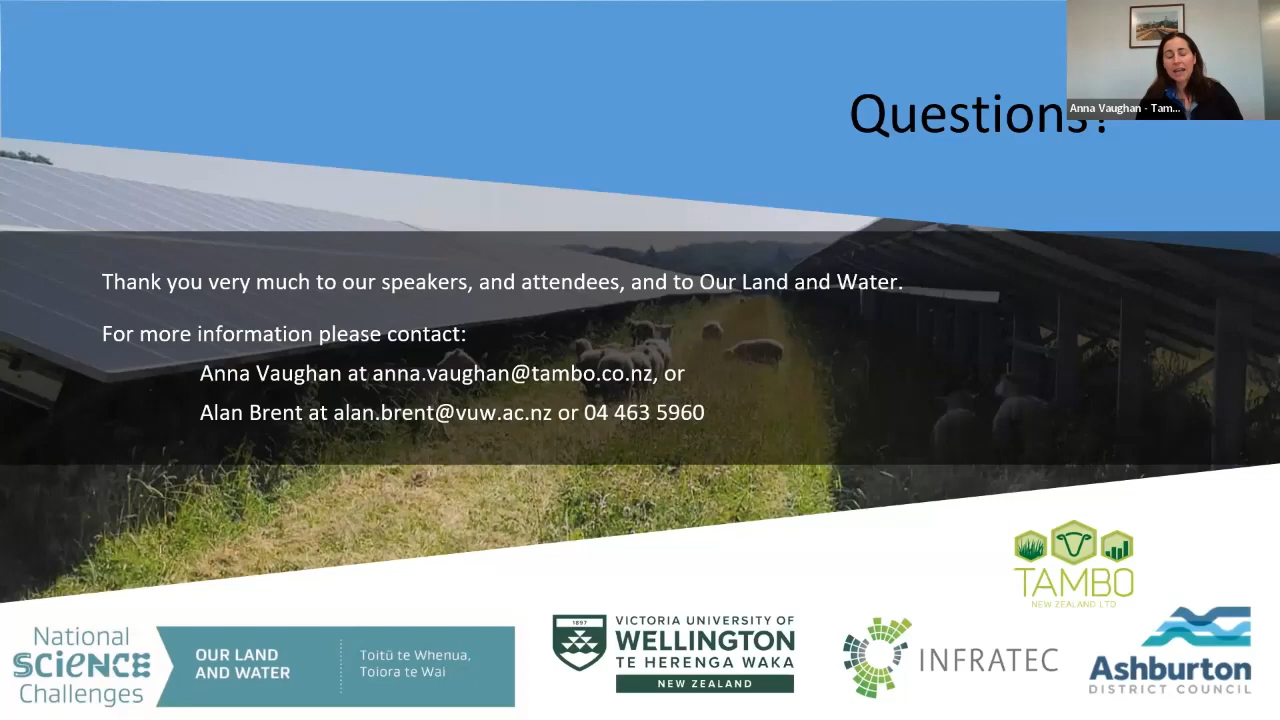 Questions?
Anna Vaughan - Tam...
Thank you very much to our speakers, and attendees, and to Our Land and Water.
For more information please contact:
Anna Vaughan at anna.vaughan@tambo.co.nz, or
Alan Brent at alan.brent@vuw.ac.nz or 04 463 5960
TAMBO
NEW ZEALAND LTD
National
SCIENCE
Challenges
OUR LAND
AND WATER
Toitū te Whenua,
Toiora te Wai
1897
VICTORIA UNIVERSITY OF
WELLINGTON
TE HERENGA WAKA
NEW ZEALAND
INFRATEC
Ashburton
DISTRICT COUNCIL